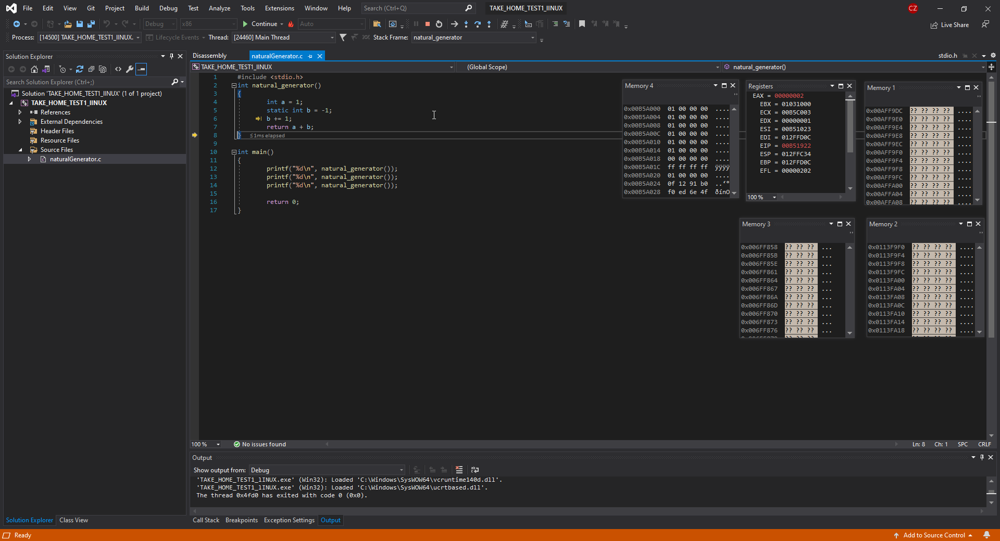 File Edit View Git Project Build Debug Test Analyze Tools Extensions Window Help Search (Ctrl+Q) TAKE_HOME_TEST1_lINUX CZ
Debug x86 Continue Auto Live Share
Process: [14500] TAKE_HOME_TEST1_lINUX. Lifecycle Events Thread: [24460] Main Thread Stack Frame: natural_generator
Solution Explorer
Search Solution Explorer (Ctrl+;)
Solution 'TAKE_HOME_TEST1_lINUX' (1 of 1 project)
TAKE_HOME_TEST1_lINUX
References
External Dependencies
Header Files
Resource Files
Source Files
naturalGenerator.c
Disassembly naturalGenerator.c stdio.h
TAKE_HOME_TEST1_lINUX (Global Scope) natural_generator()
1 #include <stdio.h>
2 int natural_generator()
3 {
4 int a = 1;
5 static int b = -1;
6 b += 1;
7 return a + b;
8 } ≤1ms elapsed
9
10 int main()
11 {
12 printf("%d\n", natural_generator());
13 printf("%d\n", natural_generator());
14 printf("%d\n", natural_generator());
15
16 return 0;
17 }
Memory 4
0x00B5A000 01 00 00 00 ....
0x00B5A004 01 00 00 00 ....
0x00B5A008 01 00 00 00 ....
0x00B5A00C 01 00 00 00 ....
0x00B5A010 01 00 00 00 ....
0x00B5A014 01 00 00 00 ....
0x00B5A018 00 00 00 00 ....
0x00B5A01C ff ff ff ff ÿÿÿÿ
0x00B5A020 01 00 00 00 ....
0x00B5A024 0f 12 91 b0 ..‘°
0x00B5A028 f0 ed 6e 4f ðínO
Registers
EAX = 00000002
EBX = 01031000
ECX = 00B5C003
EDX = 00000001
ESI = 00B51023
EDI = 012FFD0C
EIP = 00B51922
ESP = 012FFC34
EBP = 012FFD0C
EFL = 00000202
100 %
Memory 1
0x00AFF9DC ?? ?? ?? ?? ....
0x00AFF9E0 ?? ?? ?? ?? ....
0x00AFF9E4 ?? ?? ?? ?? ....
0x00AFF9E8 ?? ?? ?? ?? ....
0x00AFF9EC ?? ?? ?? ?? ....
0x00AFF9F0 ?? ?? ?? ?? ....
0x00AFF9F4 ?? ?? ?? ?? ....
0x00AFF9F8 ?? ?? ?? ?? ....
0x00AFF9FC ?? ?? ?? ?? ....
0x00AFFA00 ?? ?? ?? ?? ....
0x00AFFA04 ?? ?? ?? ?? ....
0x00AFFA08 ?? ?? ?? ?? ....
Memory 3
0x006FF858 ?? ?? ?? ...
0x006FF85B ?? ?? ?? ...
0x006FF85E ?? ?? ?? ...
0x006FF861 ?? ?? ?? ...
0x006FF864 ?? ?? ?? ...
0x006FF867 ?? ?? ?? ...
0x006FF86A ?? ?? ?? ...
0x006FF86D ?? ?? ?? ...
0x006FF870 ?? ?? ?? ...
0x006FF873 ?? ?? ?? ...
0x006FF876 ?? ?? ?? ...
Memory 2
0x0113F9F0 ?? ?? ?? ?? ....
0x0113F9F4 ?? ?? ?? ?? ....
0x0113F9F8 ?? ?? ?? ?? ....
0x0113F9FC ?? ?? ?? ?? ....
0x0113FA00 ?? ?? ?? ?? ....
0x0113FA04 ?? ?? ?? ?? ....
0x0113FA08 ?? ?? ?? ?? ....
0x0113FA0C ?? ?? ?? ?? ....
0x0113FA10 ?? ?? ?? ?? ....
0x0113FA14 ?? ?? ?? ?? ....
0x0113FA18 ?? ?? ?? ?? ....
100 % No issues found Ln: 8 Ch: 1 SPC CRLF
Output
Show output from: Debug
'TAKE_HOME_TEST1_lINUX.exe' (Win32): Loaded 'C:\Windows\SysWOW64\vcruntime140d.dll'.
'TAKE_HOME_TEST1_lINUX.exe' (Win32): Loaded 'C:\Windows\SysWOW64\ucrtbased.dll'.
The thread 0x4fd0 has exited with code 0 (0x0).
Solution Explorer Class View Call Stack Breakpoints Exception Settings Output
Ready Add to Source Control